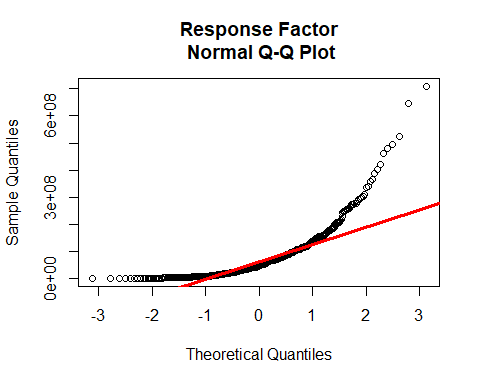 Response Factor
Normal Q-Q Plot
Sample Quantiles
6e+08
3e+08
0e+00
-3 -2 -1 0 1 2 3
Theoretical Quantiles